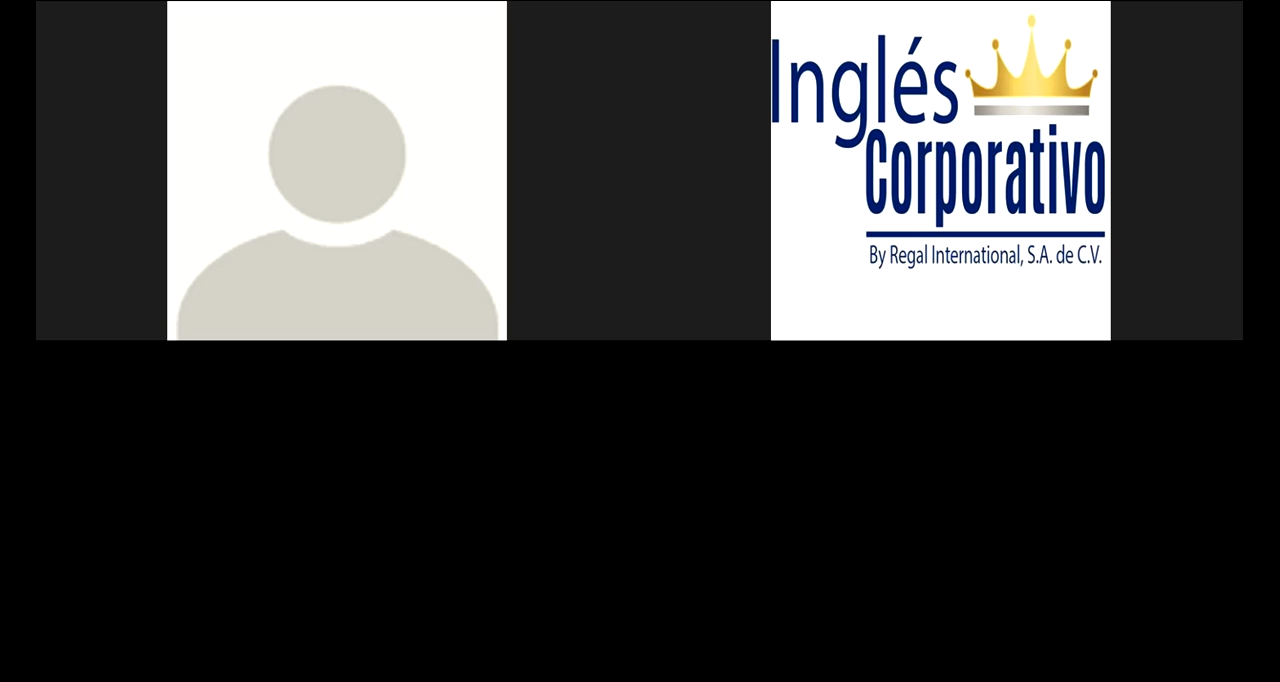 Inglés
Corporativo
By Regal International, S.A. de C.V.